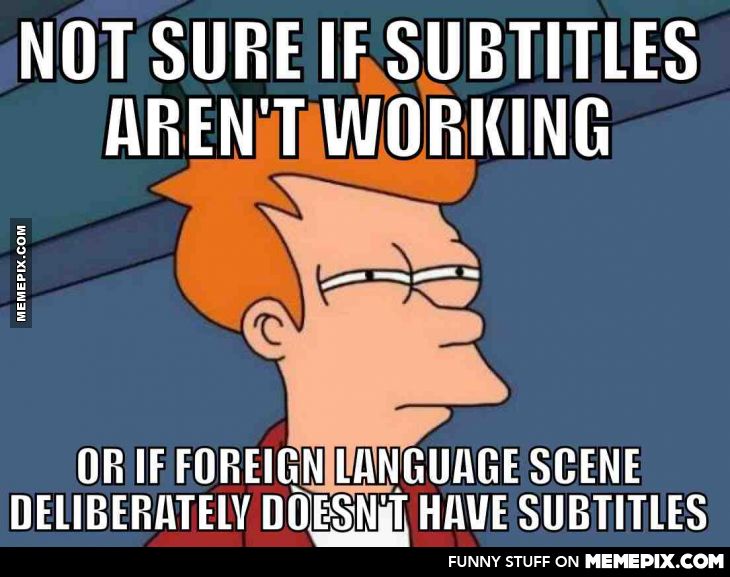 NOT SURE IF SUBTITLES
AREN'T WORKING
MEMEPIX.COM
OR IF FOREIGN LANGUAGE SCENE
DELIBERATELY DOESN'T HAVE SUBTITLES
FUNNY STUFF ON MEMEPIX.COM